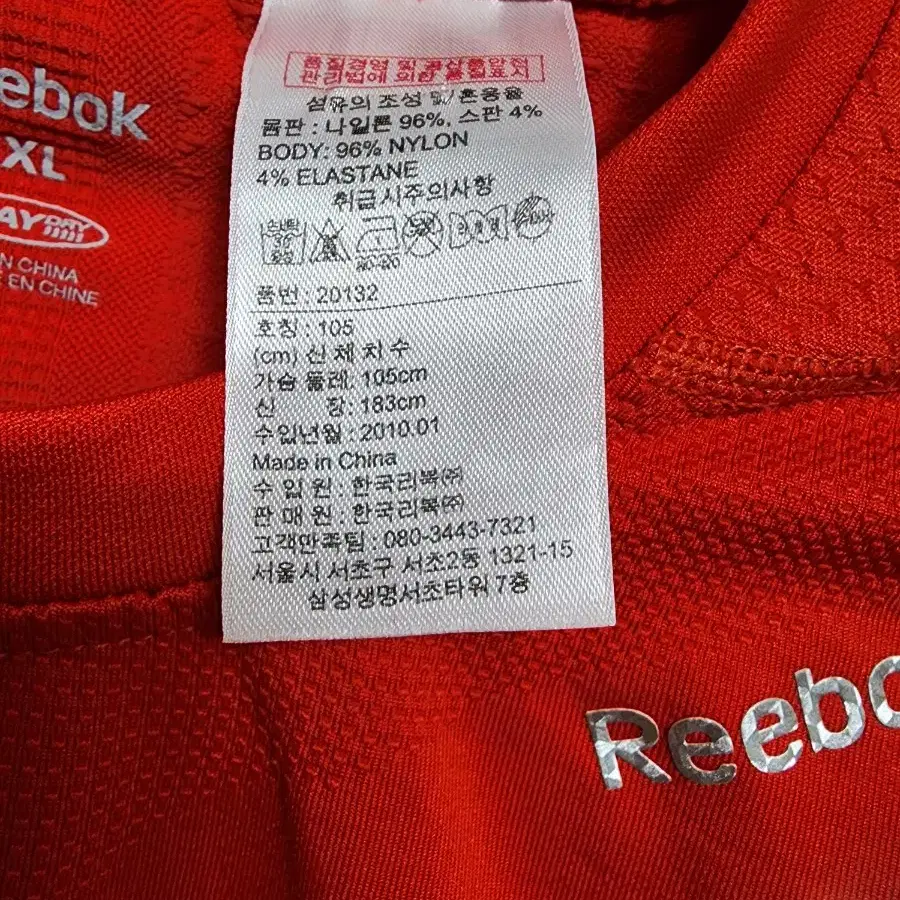 ebok
XL
AY DRY
N CHINA
EN CHINE
품질경영 및 공산품안전
관리법에 의한 품질표시
섬유의 조성 및 혼용율
몸판 : 나일론 96%, 스판 4%
BODY: 96% NYLON
4% ELASTANE
취급시주의사항
80-120
품번 : 20132
호칭 : 105
(cm) 신체치수
가슴 둘레: 105cm
신 장: 183cm
수입년월 : 2010.01
Made in China
수 입 원 : 한국리복㈜
판 매 원 : 한국리복㈜
고객만족팀 : 080-3443-7321
서울시 서초구 서초2동 1321-15
삼성생명서초타워 7층
Reebo